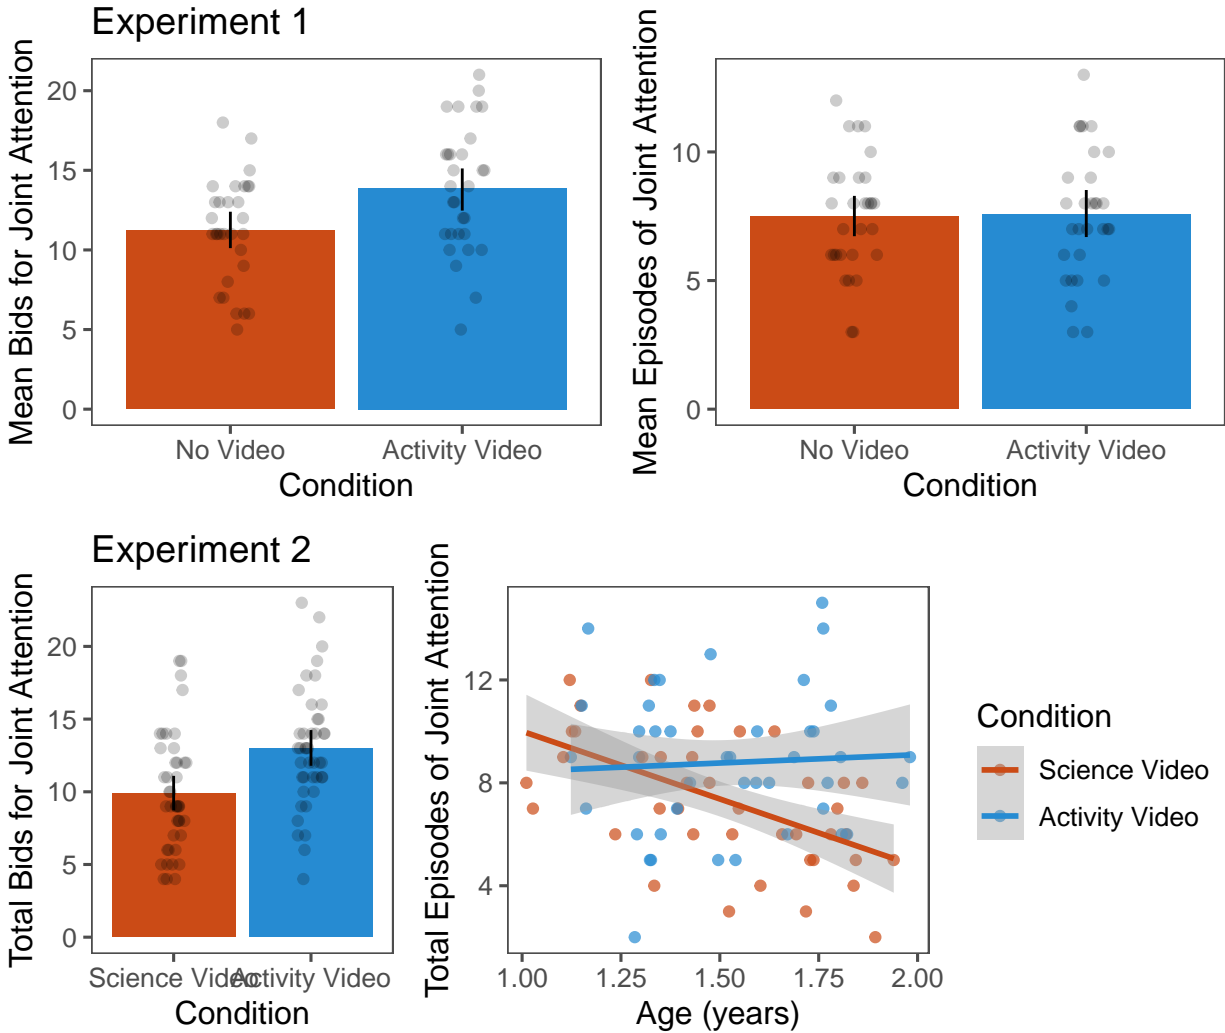 Experiment 1
Mean Bids for Joint Attention
20
15
10
5
0
No Video
Activity Video
Condition
Mean Episodes of Joint Attention
10
5
0
No Video
Activity Video
Condition
Experiment 2
Total Bids for Joint Attention
20
15
10
5
0
Science Video
Activity Video
Condition
Total Episodes of Joint Attention
12
8
4
1.00
1.25
1.50
1.75
2.00
Age (years)
Condition
Science Video
Activity Video